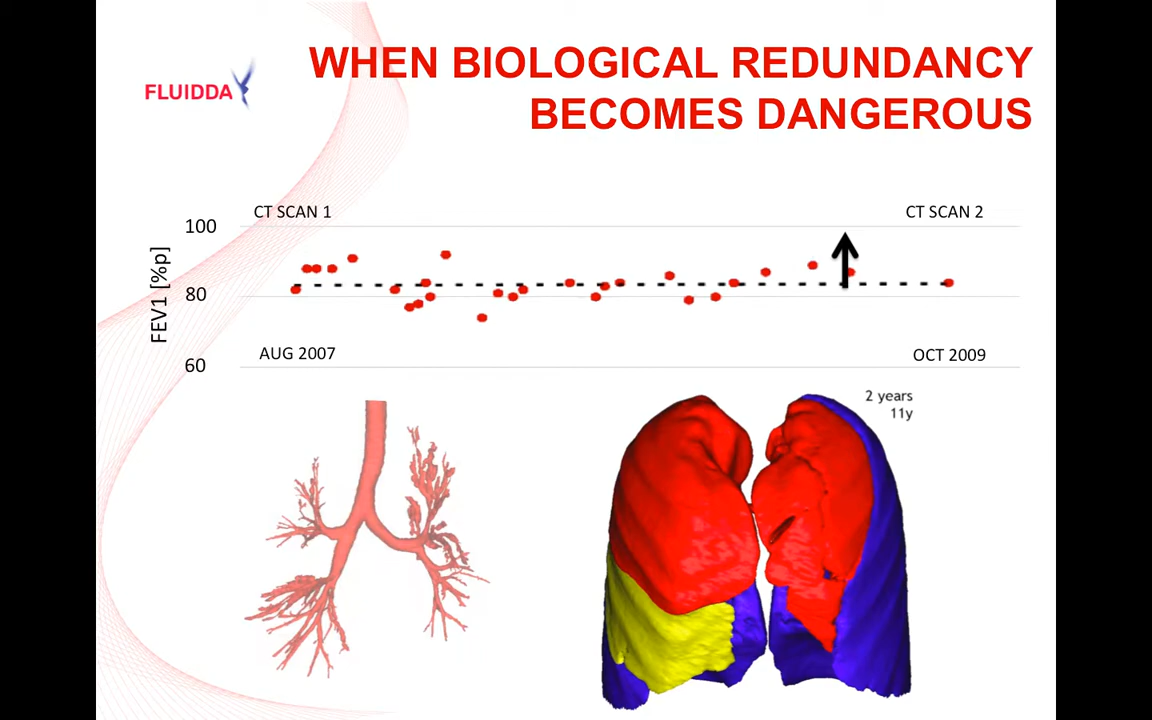 WHEN BIOLOGICAL REDUNDANCY
BECOMES DANGEROUS
FLUIDDA
CT SCAN 1
CT SCAN 2
100
80
60
FEV1 [%p]
AUG 2007
OCT 2009
2 years
11y